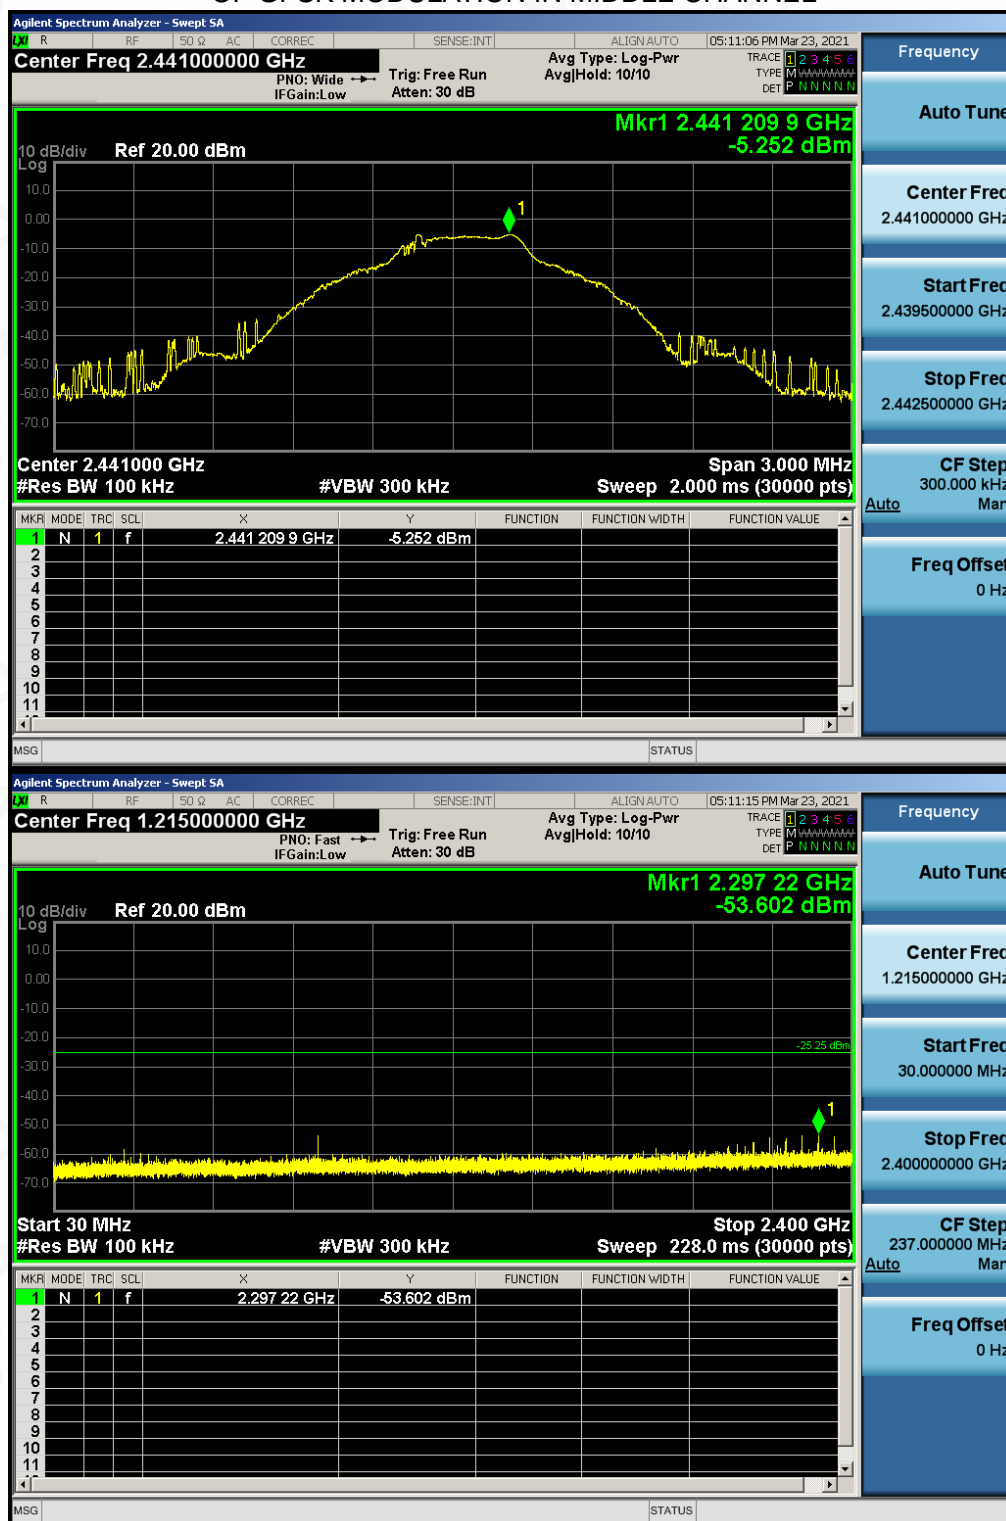 OF GFSK MODULATION IN MIDDLE CHANNEL
Agilent Spectrum Analyzer - Swept SA
LXI R RF 50 Ω AC CORREC SENSE:INT ALIGN AUTO 05:11:06 PM Mar 23, 2021
Center Freq 2.441000000 GHz
PNO: Wide
IFGain:Low
Trig: Free Run
Atten: 30 dB
Avg Type: Log-Pwr
Avg|Hold: 10/10
TRACE 1 2 3 4 5 6
TYPE M
DET P N N N N N
Mkr1 2.441 209 9 GHz
-5.252 dBm
10 dB/div Ref 20.00 dBm
Log
10.0
0.00
-10.0
-20.0
-30.0
-40.0
-50.0
-60.0
-70.0
1
Center 2.441000 GHz Span 3.000 MHz
#Res BW 100 kHz #VBW 300 kHz Sweep 2.000 ms (30000 pts)
MKR MODE TRC SCL X Y FUNCTION FUNCTION WIDTH FUNCTION VALUE
1 N 1 f 2.441 209 9 GHz -5.252 dBm
2
3
4
5
6
7
8
9
10
11
MSG STATUS
Frequency
Auto Tune
Center Freq
2.441000000 GHz
Start Freq
2.439500000 GHz
Stop Freq
2.442500000 GHz
CF Step
300.000 kHz
Auto Man
Freq Offset
0 Hz
Agilent Spectrum Analyzer - Swept SA
LXI R RF 50 Ω AC CORREC SENSE:INT ALIGN AUTO 05:11:15 PM Mar 23, 2021
Center Freq 1.215000000 GHz
PNO: Fast
IFGain:Low
Trig: Free Run
Atten: 30 dB
Avg Type: Log-Pwr
Avg|Hold: 10/10
TRACE 1 2 3 4 5 6
TYPE M
DET P N N N N N
Mkr1 2.297 22 GHz
-53.602 dBm
10 dB/div Ref 20.00 dBm
Log
10.0
0.00
-10.0
-20.0
-30.0
-40.0
-50.0
-60.0
-70.0
-25.25 dBm
1
Start 30 MHz Stop 2.400 GHz
#Res BW 100 kHz #VBW 300 kHz Sweep 228.0 ms (30000 pts)
MKR MODE TRC SCL X Y FUNCTION FUNCTION WIDTH FUNCTION VALUE
1 N 1 f 2.297 22 GHz -53.602 dBm
2
3
4
5
6
7
8
9
10
11
MSG STATUS
Frequency
Auto Tune
Center Freq
1.215000000 GHz
Start Freq
30.000000 MHz
Stop Freq
2.400000000 GHz
CF Step
237.000000 MHz
Auto Man
Freq Offset
0 Hz